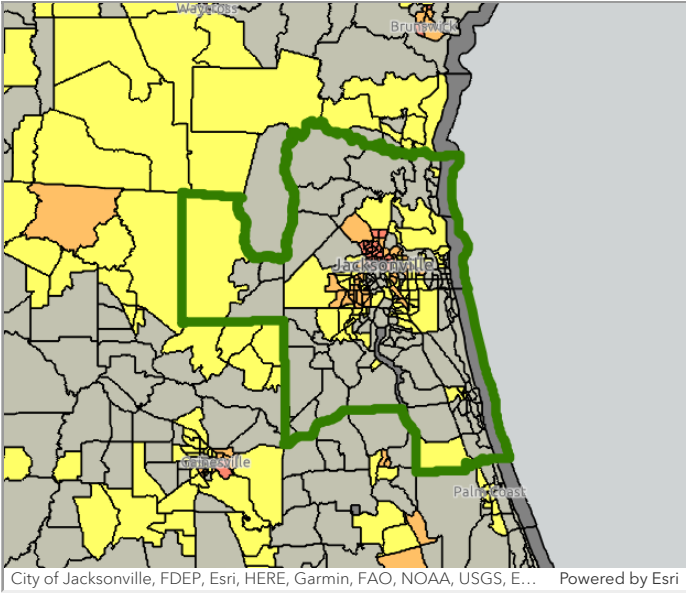 Waycross
Brunswick
Jacksonville
Gainesville
Palm Coast
City of Jacksonville, FDEP, Esri, HERE, Garmin, FAO, NOAA, USGS, E... Powered by Esri